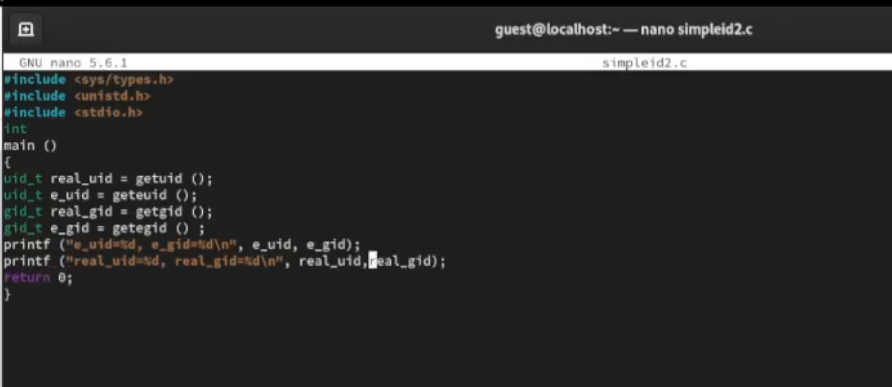 guest@localhost:~ — nano simpleid2.c
GNU nano 5.6.1 simpleid2.c
#include <sys/types.h>
#include <unistd.h>
#include <stdio.h>
int
main ()
{
uid_t real_uid = getuid ();
uid_t e_uid = geteuid ();
gid_t real_gid = getgid ();
gid_t e_gid = getegid () ;
printf ("e_uid=%d, e_gid=%d\n", e_uid, e_gid);
printf ("real_uid=%d, real_gid=%d\n", real_uid,real_gid);
return 0;
}